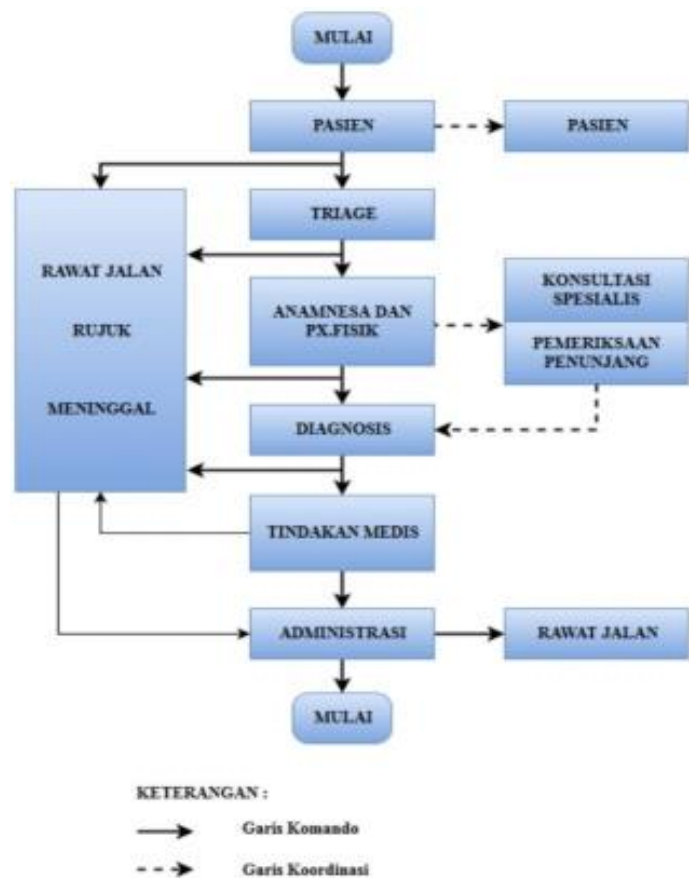 MULAI
PASIEN
PASIEN
TRIAGE
RAWAT JALAN
RUJUK
MENINGGAL
ANAMNESA DAN
PX.FISIK
KONSULTASI
SPESIALIS
PEMERIKSAAN
PENUNJANG
DIAGNOSIS
TINDAKAN MEDIS
ADMINISTRASI
RAWAT JALAN
MULAI
KETERANGAN :
Garis Komando
Garis Koordinasi